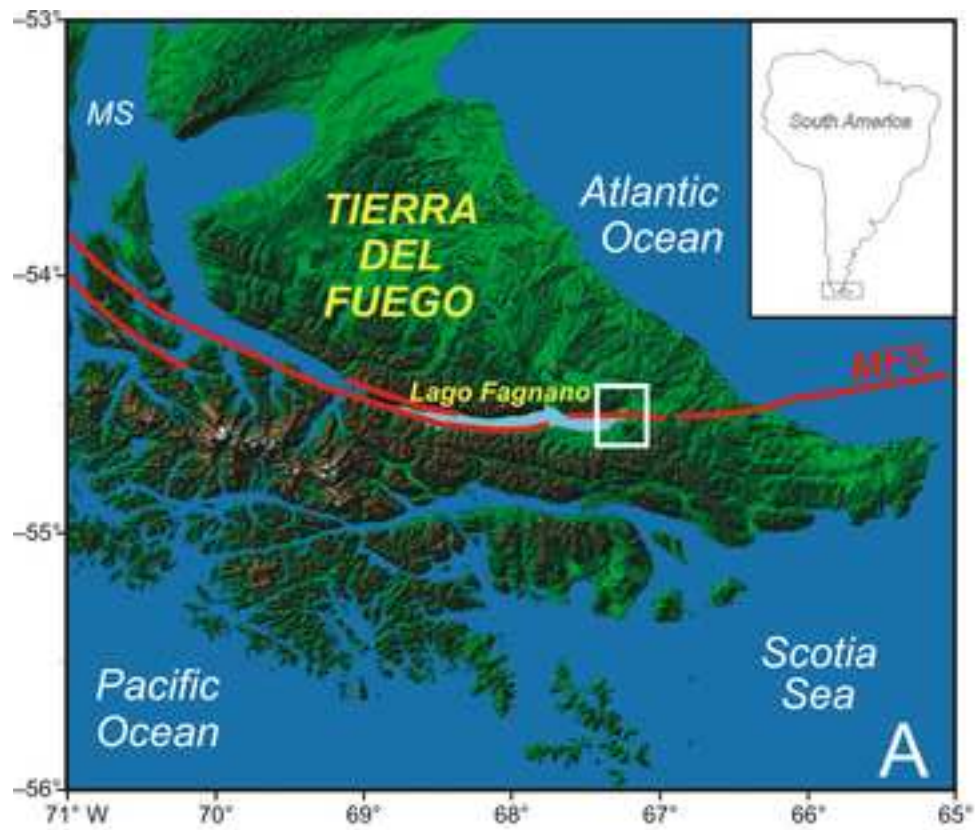 –53°
MS
South America
Atlantic
Ocean
TIERRA
DEL
FUEGO
–54°
MFS
Lago Fagnano
–55°
Scotia
Sea
Pacific
Ocean
A
–56°
71° W 70° 69° 68° 67° 66° 65°